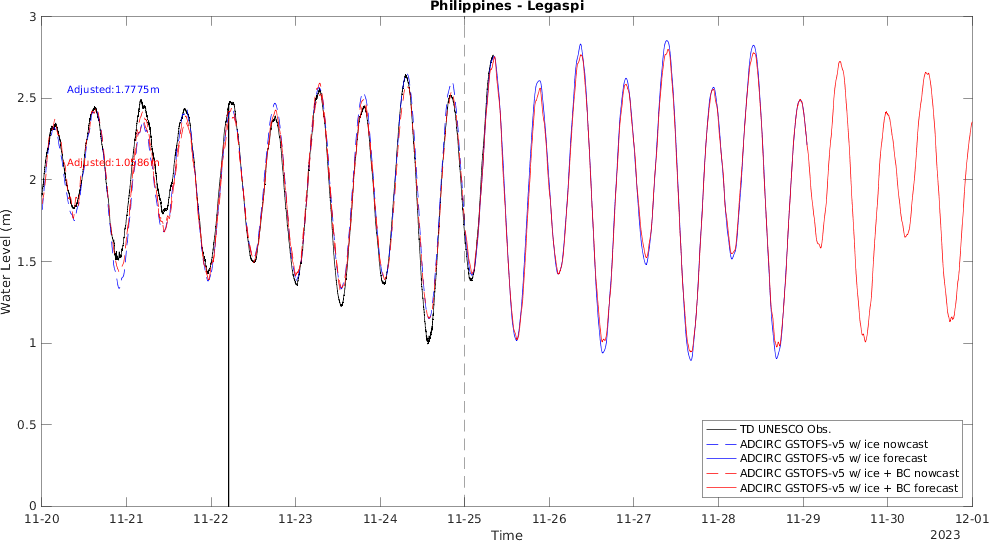 Philippines - Legaspi
3
2.5
2
1.5
1
0.5
0
Water Level (m)
Adjusted:1.7775m
Adjusted:1.0986m
TD UNESCO Obs.
ADCIRC GSTOFS-v5 w/ ice nowcast
ADCIRC GSTOFS-v5 w/ ice forecast
ADCIRC GSTOFS-v5 w/ ice + BC nowcast
ADCIRC GSTOFS-v5 w/ ice + BC forecast
11-20 11-21 11-22 11-23 11-24 11-25 11-26 11-27 11-28 11-29 11-30 12-01
Time
2023